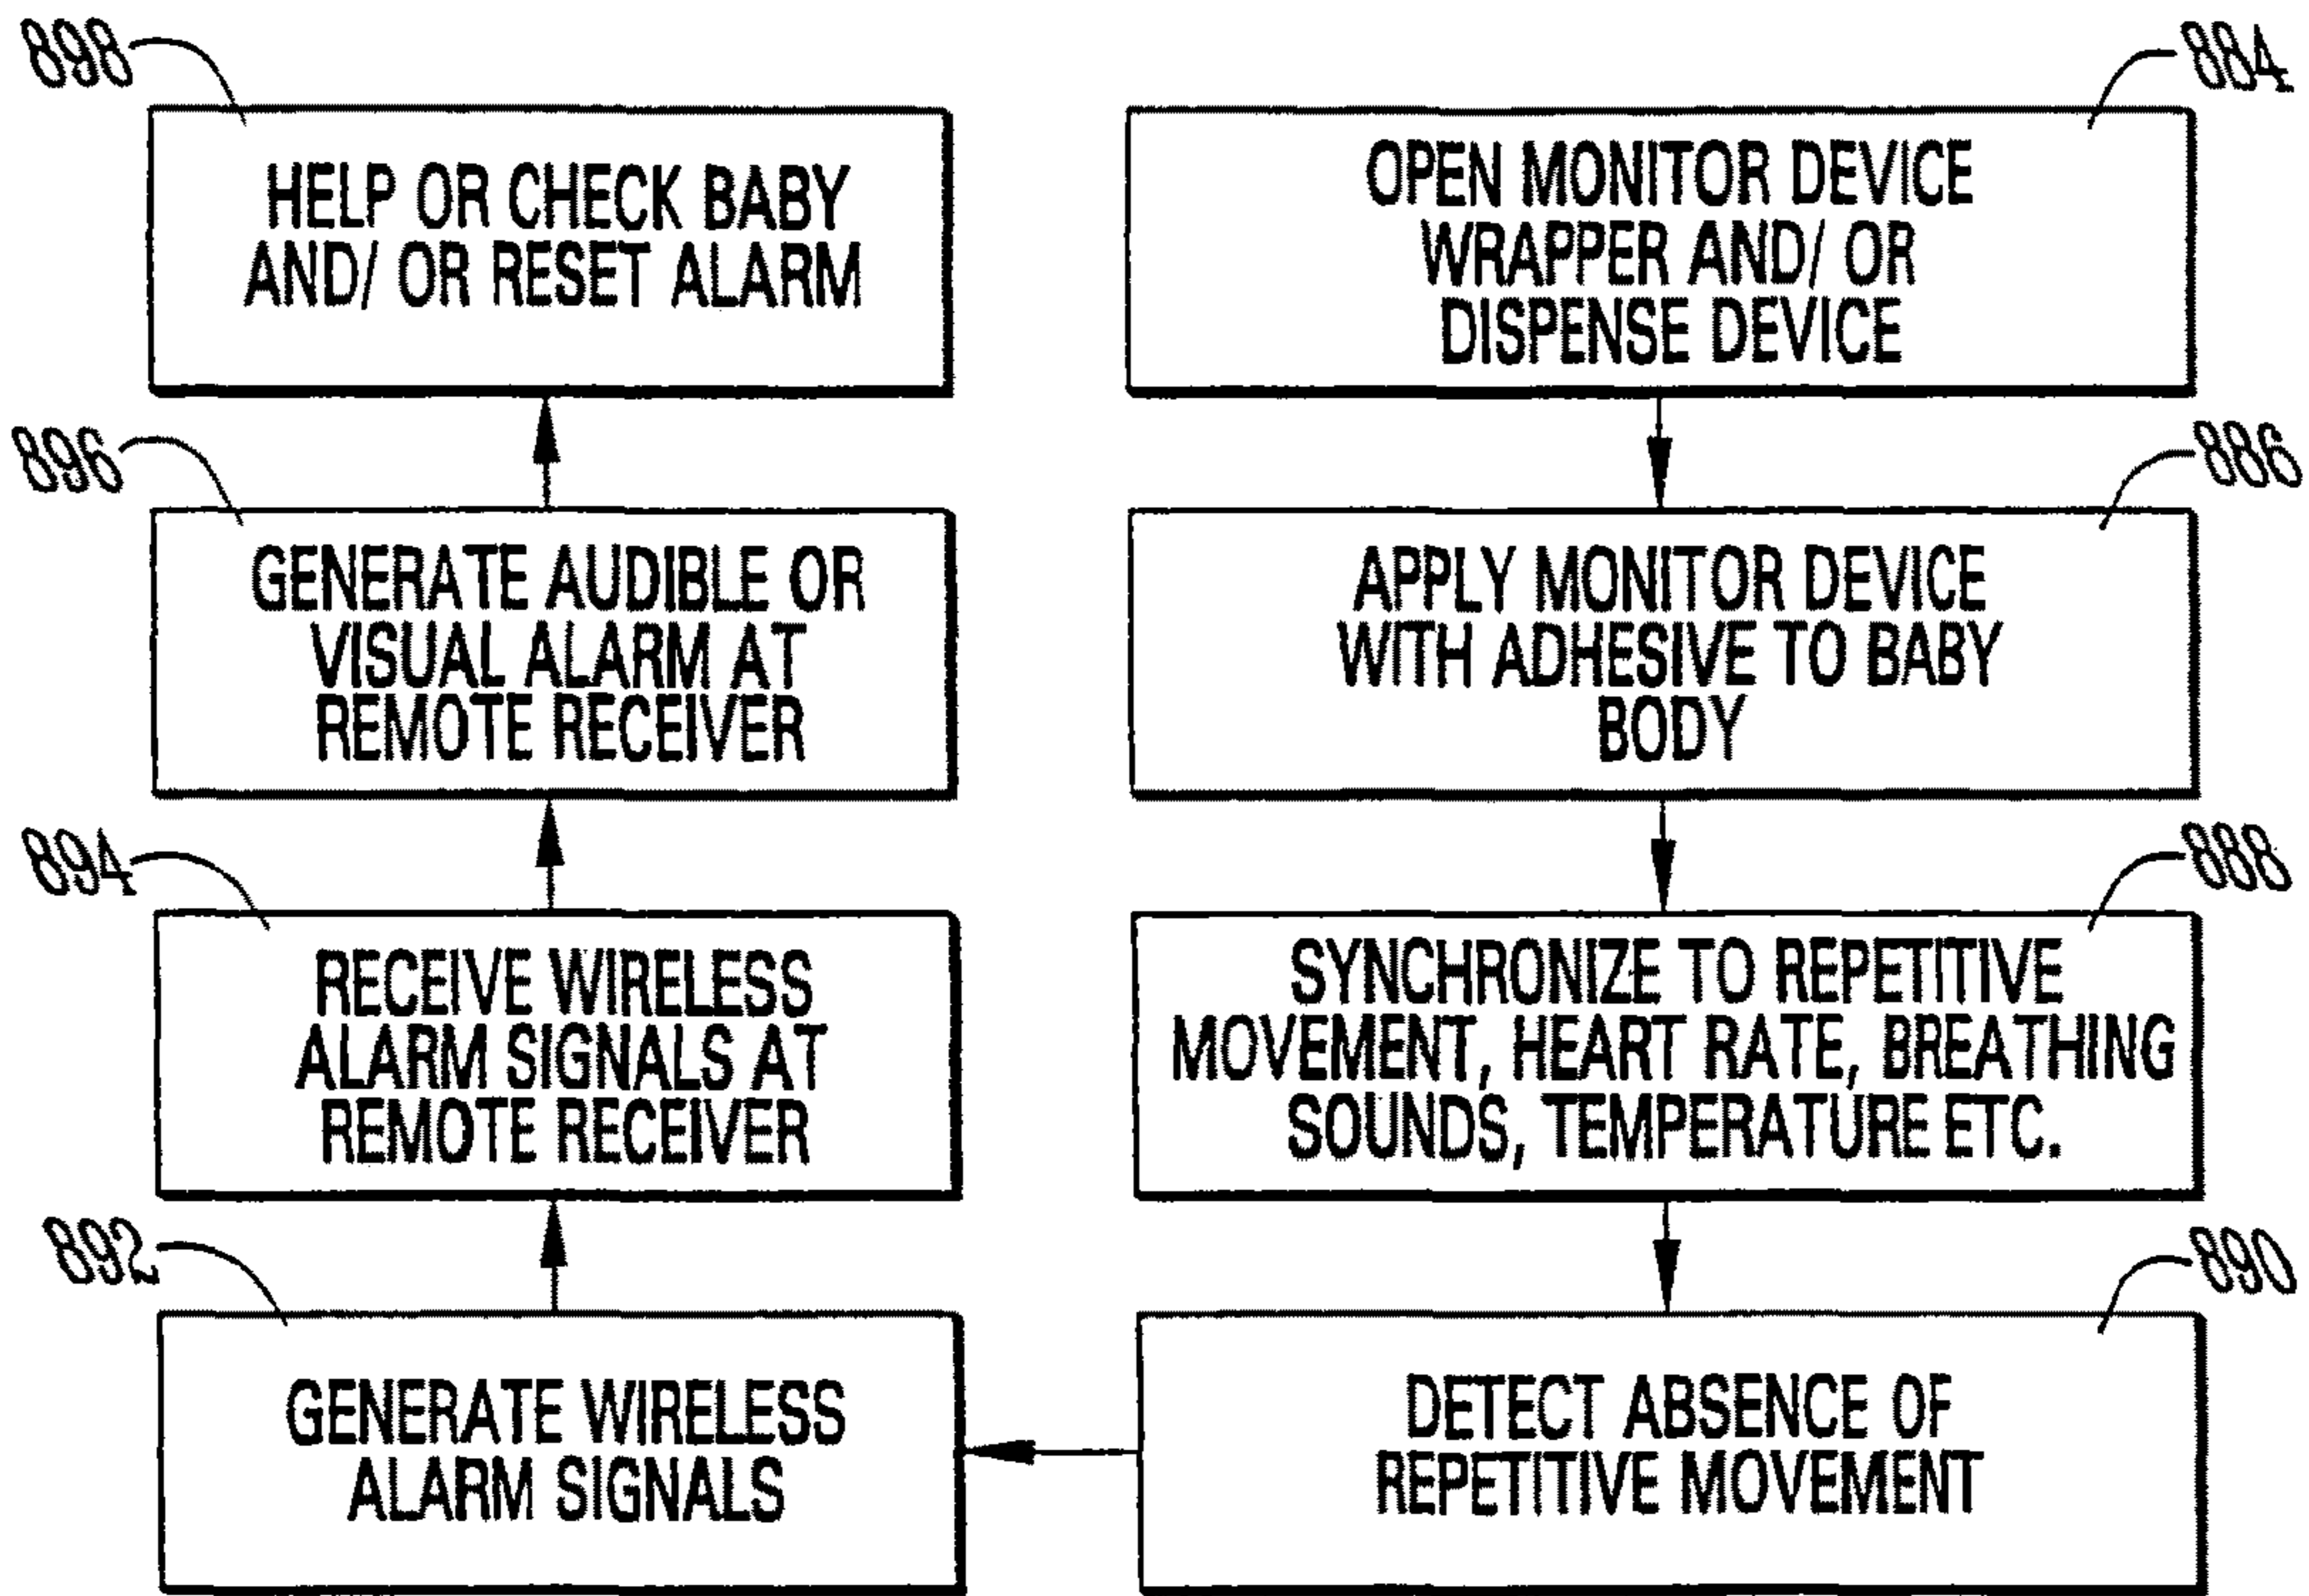 898
HELP OR CHECK BABY
AND/ OR RESET ALARM
884
OPEN MONITOR DEVICE
WRAPPER AND/ OR
DISPENSE DEVICE
896
GENERATE AUDIBLE OR
VISUAL ALARM AT
REMOTE RECEIVER
886
APPLY MONITOR DEVICE
WITH ADHESIVE TO BABY
BODY
894
RECEIVE WIRELESS
ALARM SIGNALS AT
REMOTE RECEIVER
888
SYNCHRONIZE TO REPETITIVE
MOVEMENT, HEART RATE, BREATHING
SOUNDS, TEMPERATURE ETC.
892
GENERATE WIRELESS
ALARM SIGNALS
890
DETECT ABSENCE OF
REPETITIVE MOVEMENT